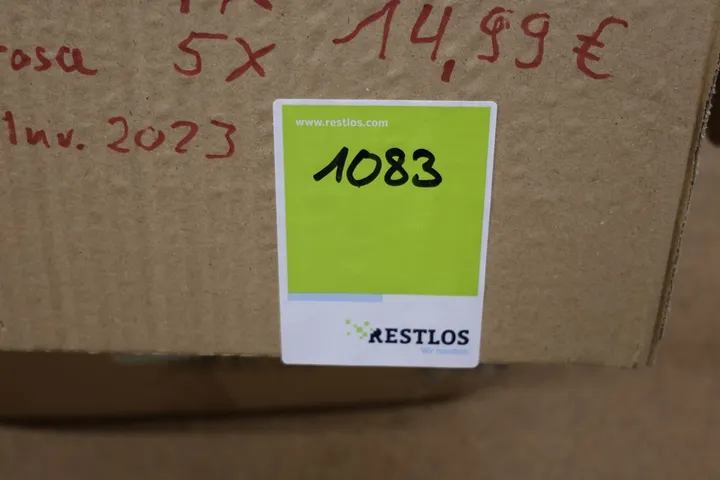 rosa 5x 14,99 €
Inv. 2023
www.restlos.com
1083
RESTLOS